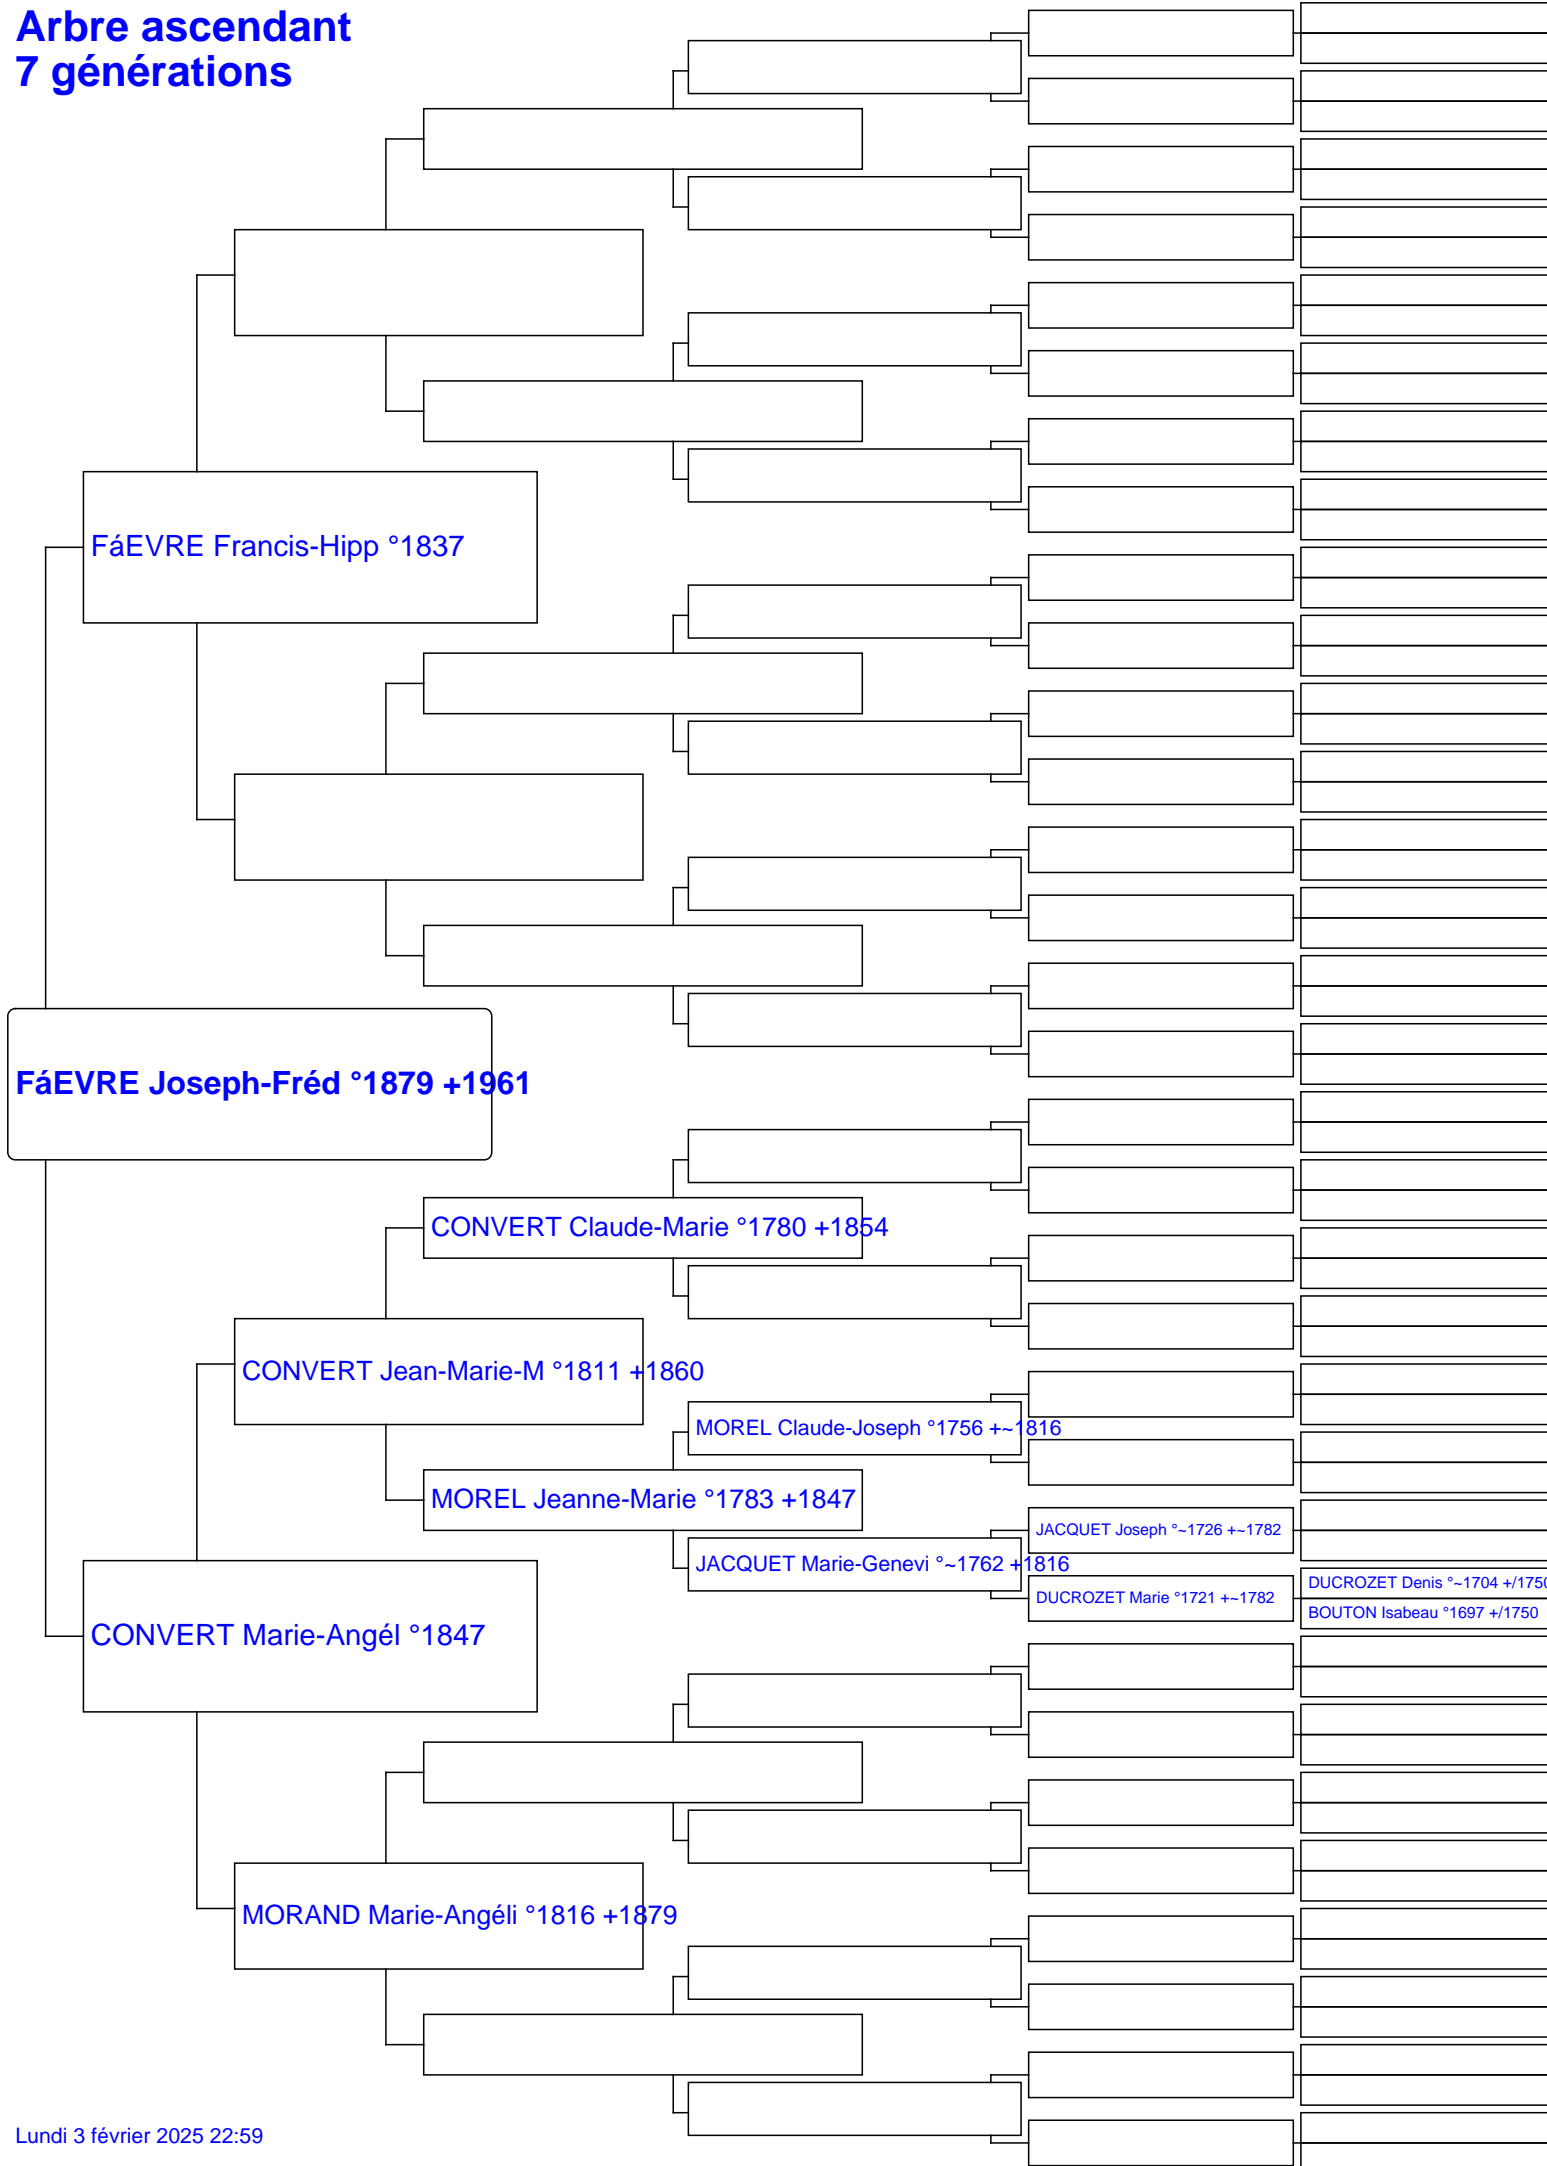 Arbre ascendant
7 générations
FáEVRE Francis-Hipp °1837
FáEVRE Joseph-Fréd °1879 +1961
CONVERT Claude-Marie °1780 +1854
CONVERT Jean-Marie-M °1811 +1860
MOREL Claude-Joseph °1756 +~1816
MOREL Jeanne-Marie °1783 +1847
JACQUET Joseph °~1726 +~1782
JACQUET Marie-Genevi °~1762 +1816
DUCROZET Denis °~1704 +/1750
DUCROZET Marie °1721 +~1782
BOUTON Isabeau °1697 +/1750
CONVERT Marie-Angél °1847
MORAND Marie-Angéli °1816 +1879
Lundi 3 février 2025 22:59